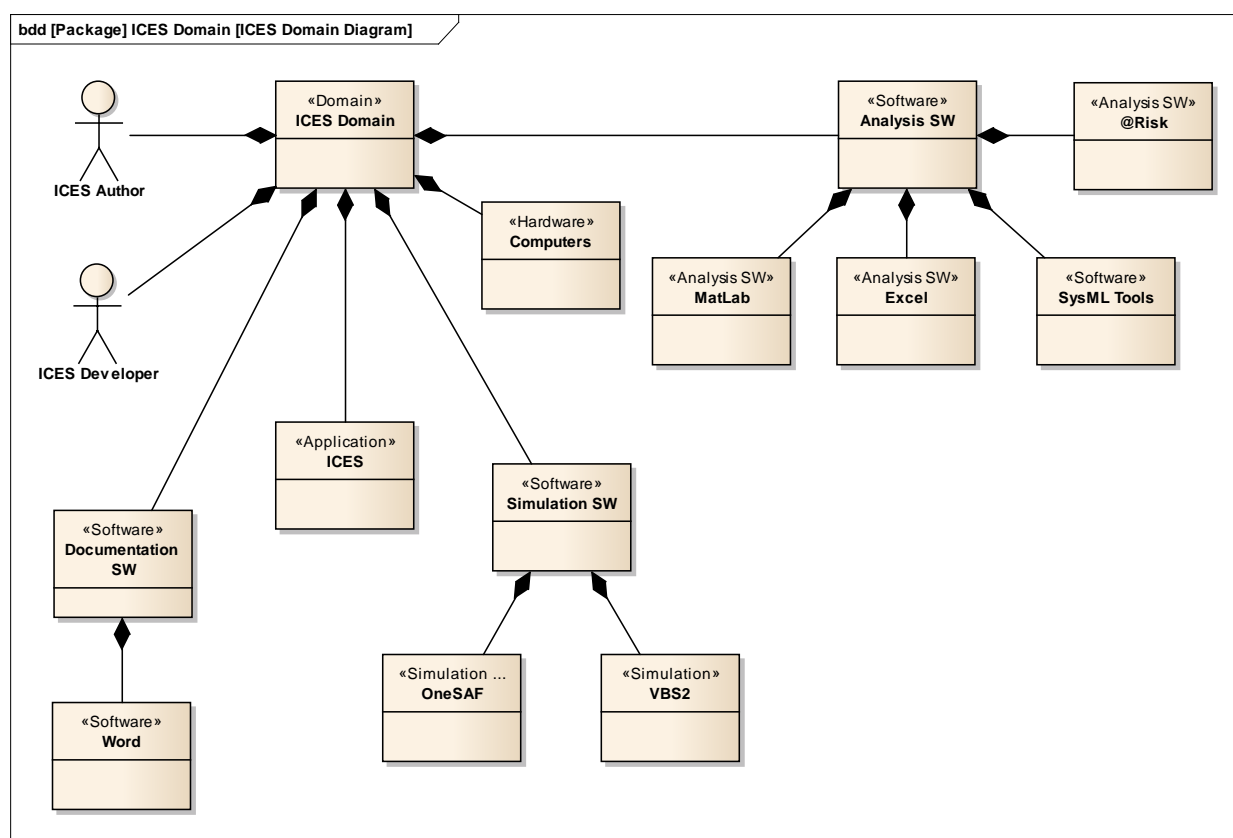 bdd [Package] ICES Domain [ICES Domain Diagram]
«Domain»
ICES Domain
«Software»
Analysis SW
«Analysis SW»
@Risk
ICES Author
«Hardware»
Computers
«Analysis SW»
MatLab
«Analysis SW»
Excel
«Software»
SysML Tools
ICES Developer
«Application»
ICES
«Software»
Simulation SW
«Software»
Documentation
SW
«Simulation ...
OneSAF
«Simulation»
VBS2
«Software»
Word